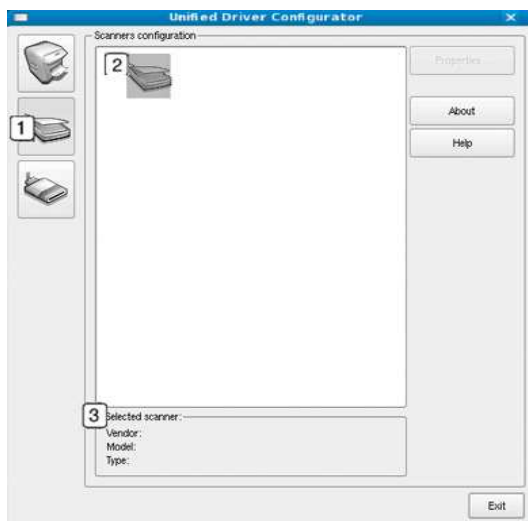 Unified Driver Configurator
Scanners configuration
2
Properties
About
1
Help
3
Selected scanner:
Vendor:
Model:
Type:
Exit